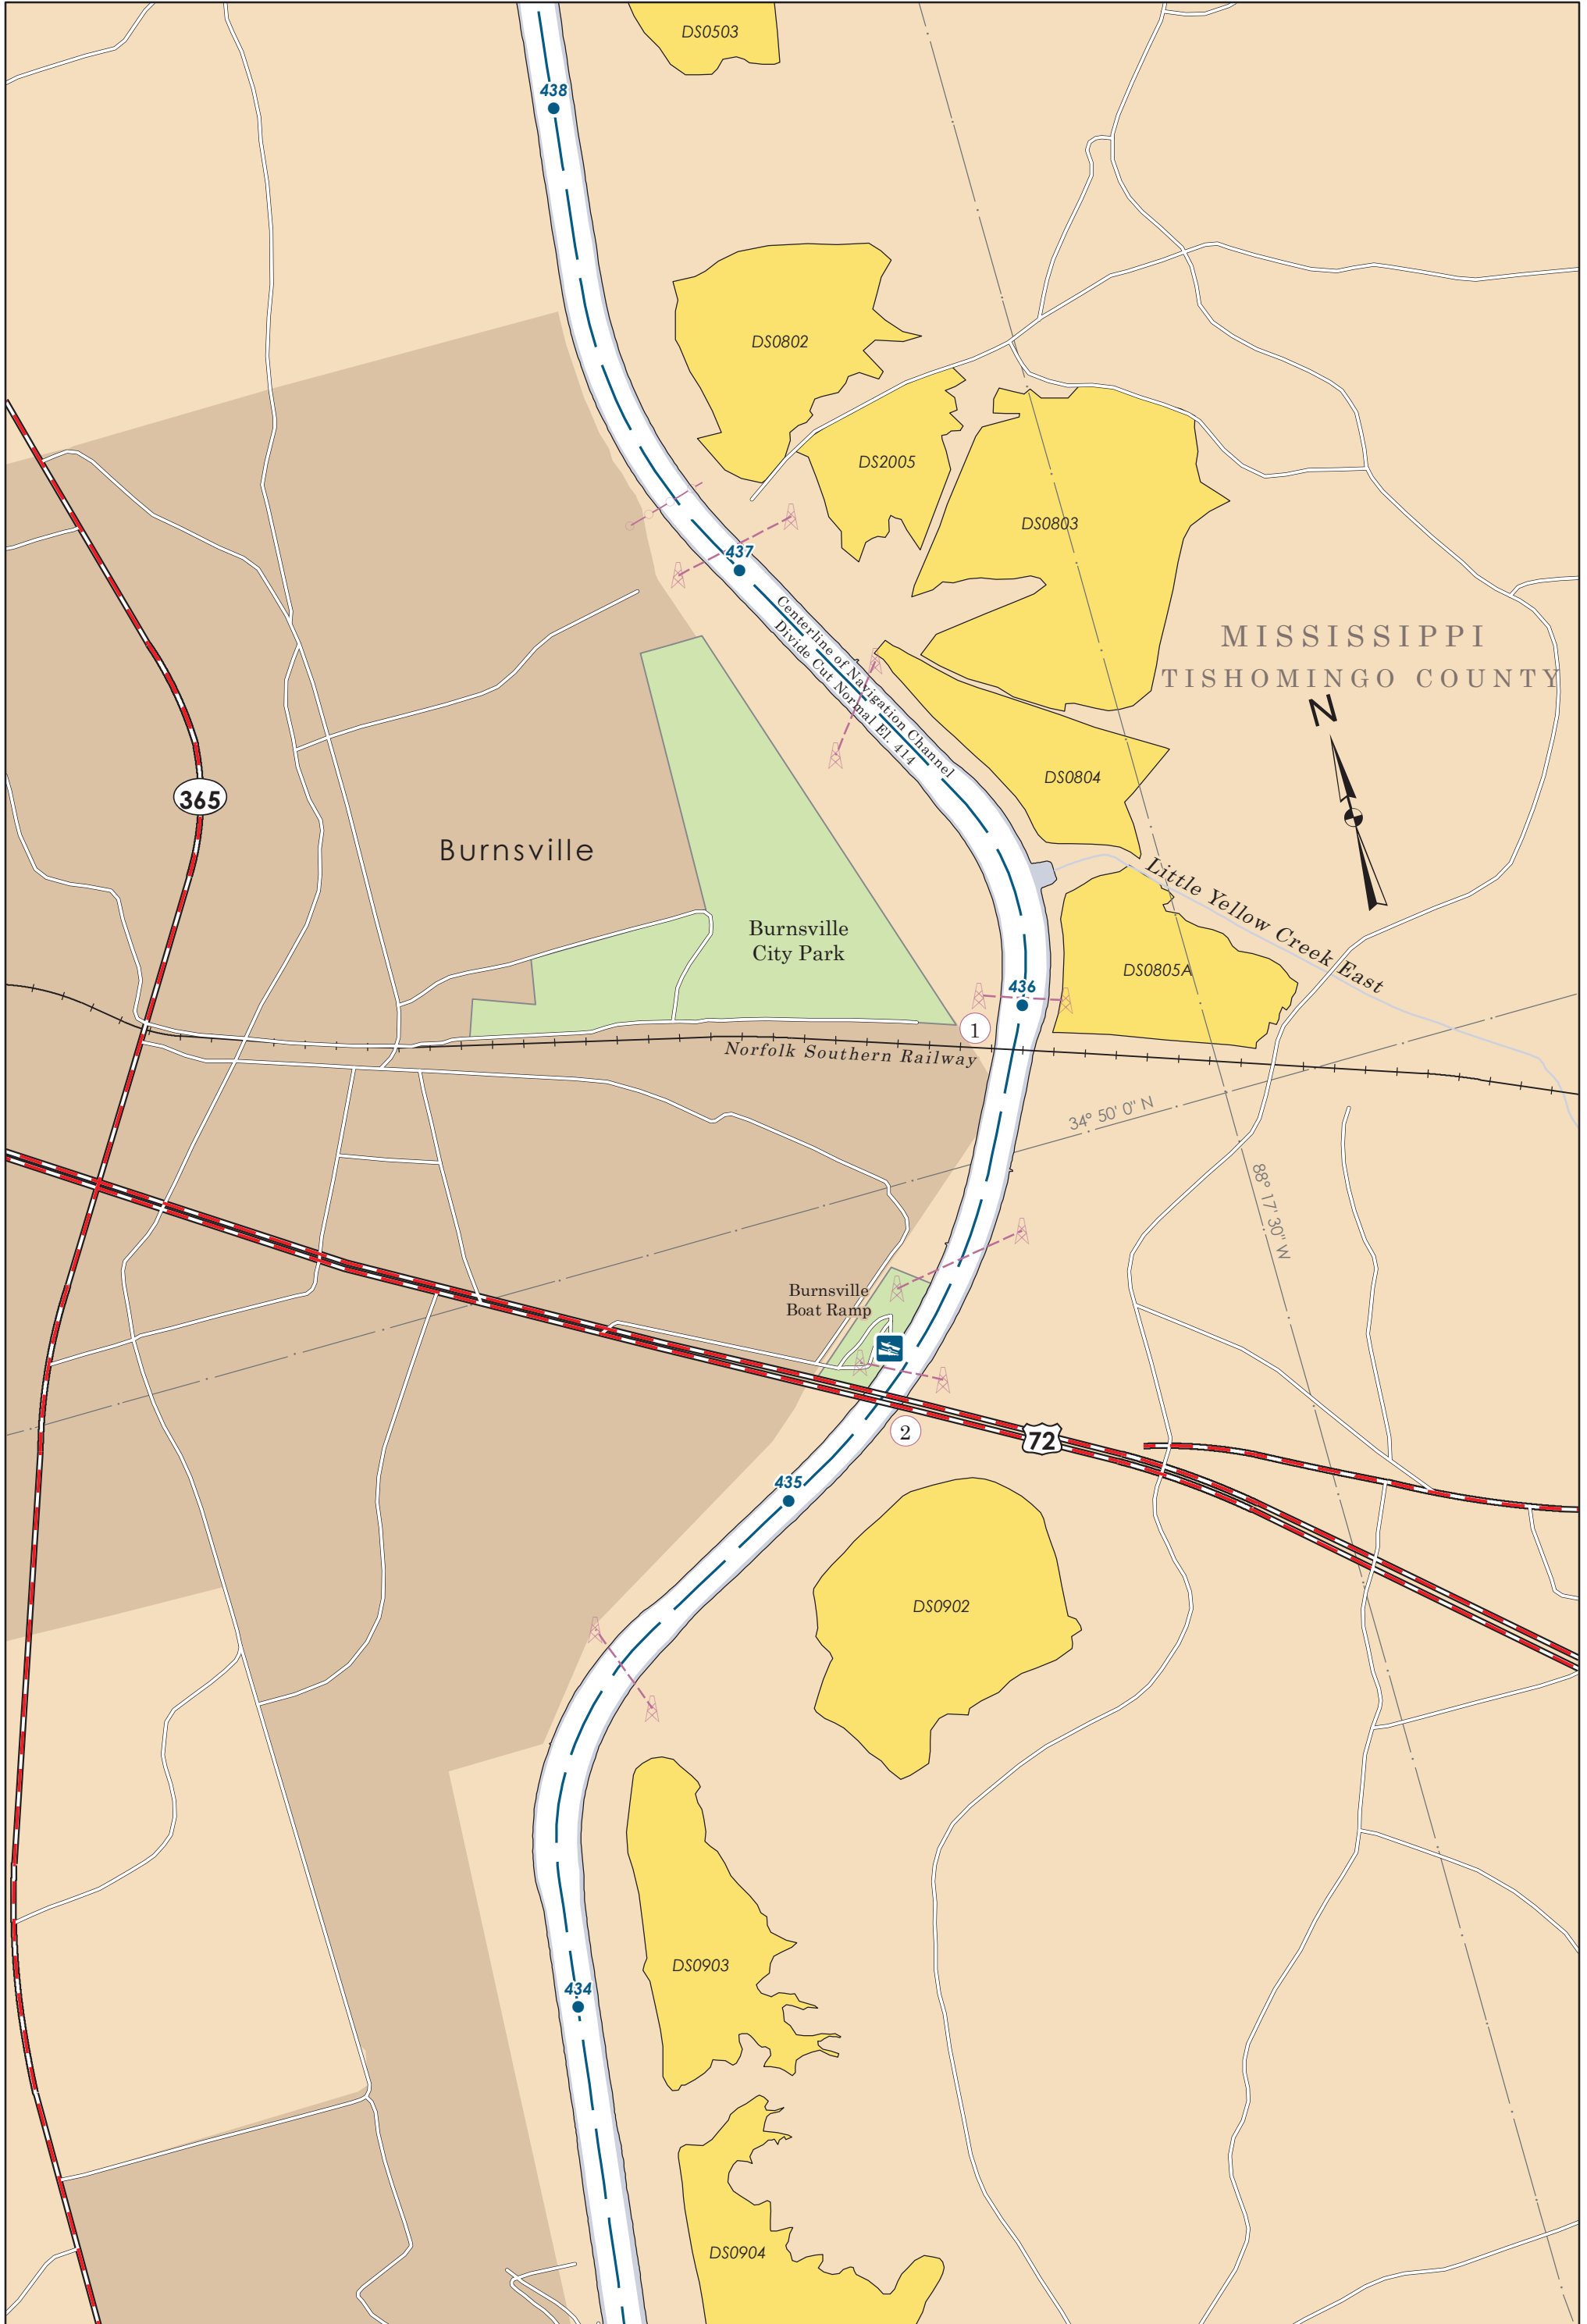 DS0503
438
DS0802
DS2005
DS0803
437
Centerline of Navigation Channel
Divide Cut Normal El. 414
MISSISSIPPI
TISHOMINGO COUNTY
N
DS0804
365
Burnsville
Little Yellow Creek East
Burnsville
City Park
DS0805A
436
1
Norfolk Southern Railway
34° 50' 0" N
88° 17' 30" W
Burnsville
Boat Ramp
2
72
435
DS0902
DS0903
434
DS0904